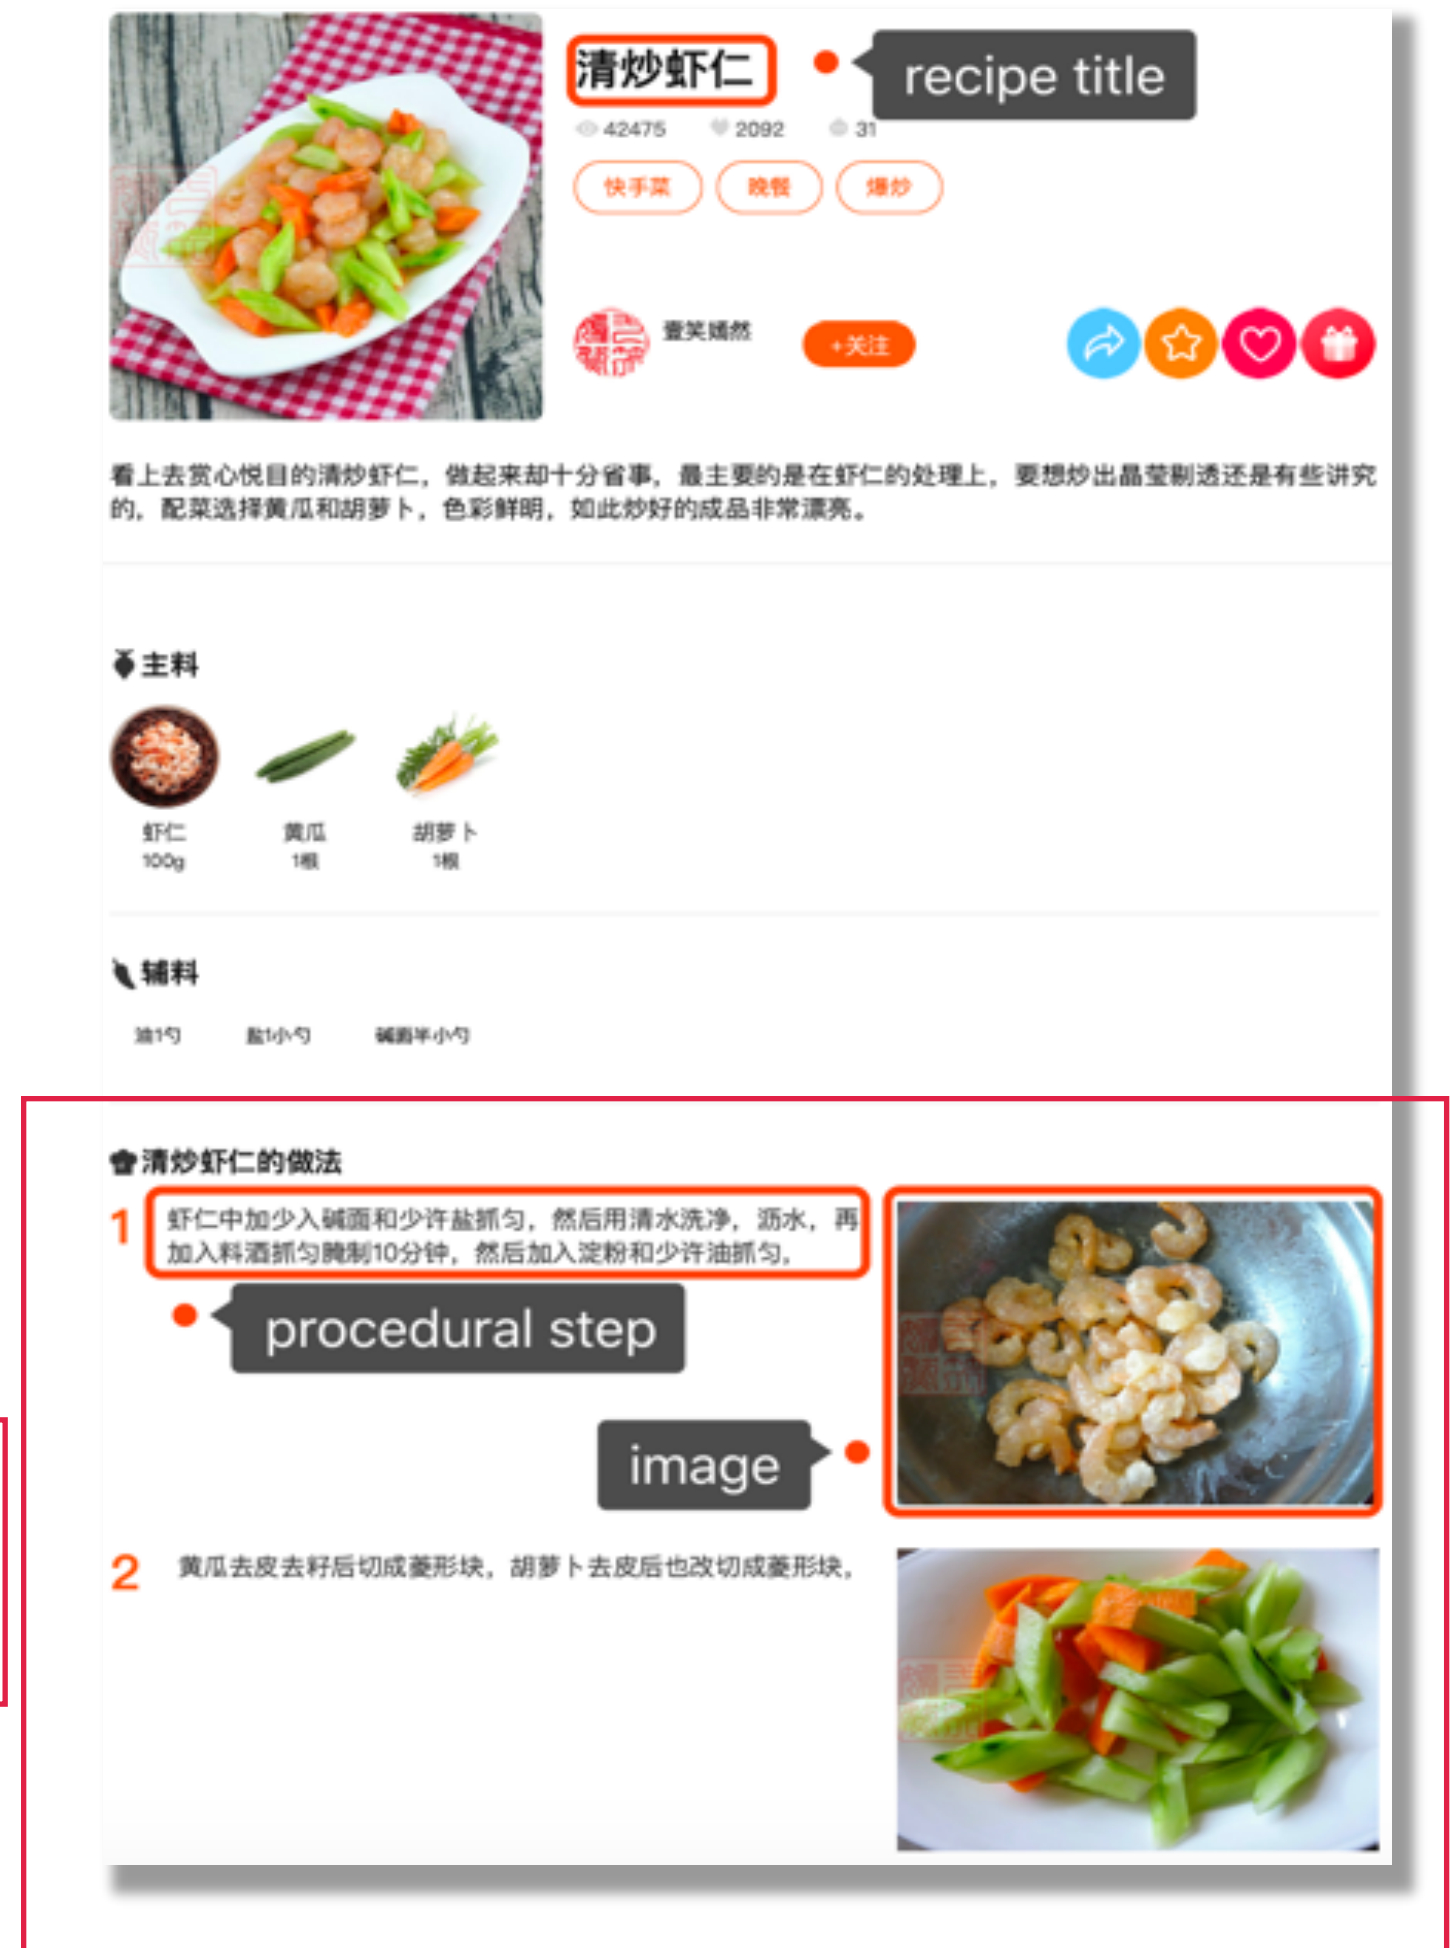 清炒虾仁
recipe title
42475 2092 31
快手菜 晚餐 爆炒
壹笑嫣然 +关注
看上去赏心悦目的清炒虾仁，做起来却十分省事，最主要的是在虾仁的处理上，要想炒出晶莹剔透还是有些讲究
的，配菜选择黄瓜和胡萝卜，色彩鲜明，如此炒好的成品非常漂亮。
主料
虾仁 黄瓜 胡萝卜
100g 1根 1根
辅料
油1勺 盐1小勺 碱面半小勺
清炒虾仁的做法
1 虾仁中加少入碱面和少许盐抓匀，然后用清水洗净，沥水，再
加入料酒抓匀腌制10分钟，然后加入淀粉和少许油抓匀，
procedural step
image
2 黄瓜去皮去籽后切成菱形块，胡萝卜去皮后也改切成菱形块，